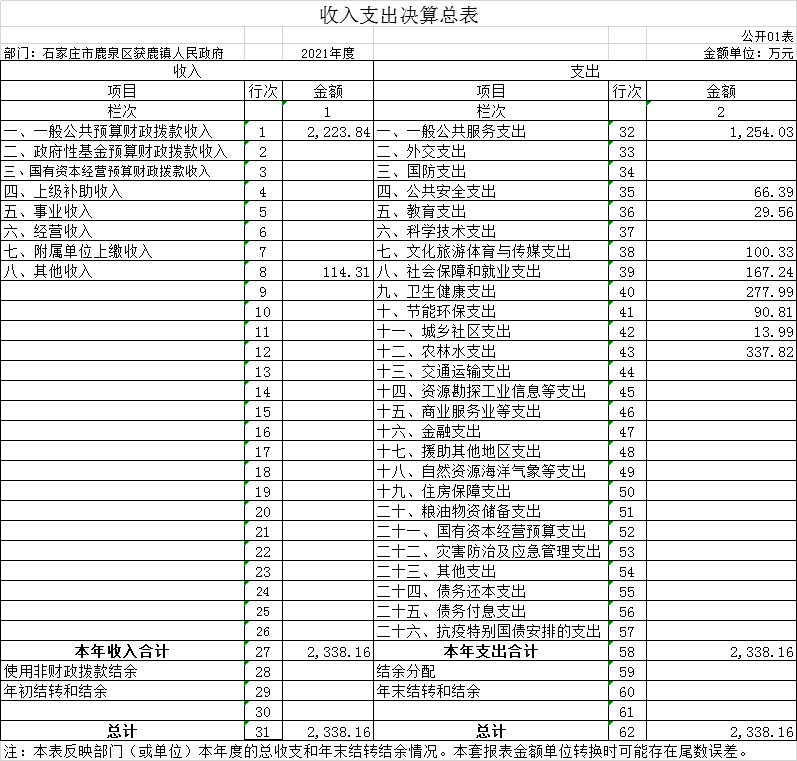 收入支出决算总表
公开01表
部门：石家庄市鹿泉区获鹿镇人民政府 2021年度 金额单位：万元
收入 支出
项目 行次 金额 项目 行次 金额
栏次 1 栏次 2
一、一般公共预算财政拨款收入 1 2,223.84 一、一般公共服务支出 32 1,254.03
二、政府性基金预算财政拨款收入 2 二、外交支出 33
三、国有资本经营预算财政拨款收入 3 三、国防支出 34
四、上级补助收入 4 四、公共安全支出 35 66.39
五、事业收入 5 五、教育支出 36 29.56
六、经营收入 6 六、科学技术支出 37
七、附属单位上缴收入 7 七、文化旅游体育与传媒支出 38 100.33
八、其他收入 8 114.31 八、社会保障和就业支出 39 167.24
9 九、卫生健康支出 40 277.99
10 十、节能环保支出 41 90.81
11 十一、城乡社区支出 42 13.99
12 十二、农林水支出 43 337.82
13 十三、交通运输支出 44
14 十四、资源勘探工业信息等支出 45
15 十五、商业服务业等支出 46
16 十六、金融支出 47
17 十七、援助其他地区支出 48
18 十八、自然资源海洋气象等支出 49
19 十九、住房保障支出 50
20 二十、粮油物资储备支出 51
21 二十一、国有资本经营预算支出 52
22 二十二、灾害防治及应急管理支出 53
23 二十三、其他支出 54
24 二十四、债务还本支出 55
25 二十五、债务付息支出 56
26 二十六、抗疫特别国债安排的支出 57
本年收入合计 27 2,338.16 本年支出合计 58 2,338.16
使用非财政拨款结余 28 结余分配 59
年初结转和结余 29 年末结转和结余 60
30 61
总计 31 2,338.16 总计 62 2,338.16
注：本表反映部门（或单位）本年度的总收支和年末结转结余情况。本套报表金额单位转换时可能存在尾数误差。